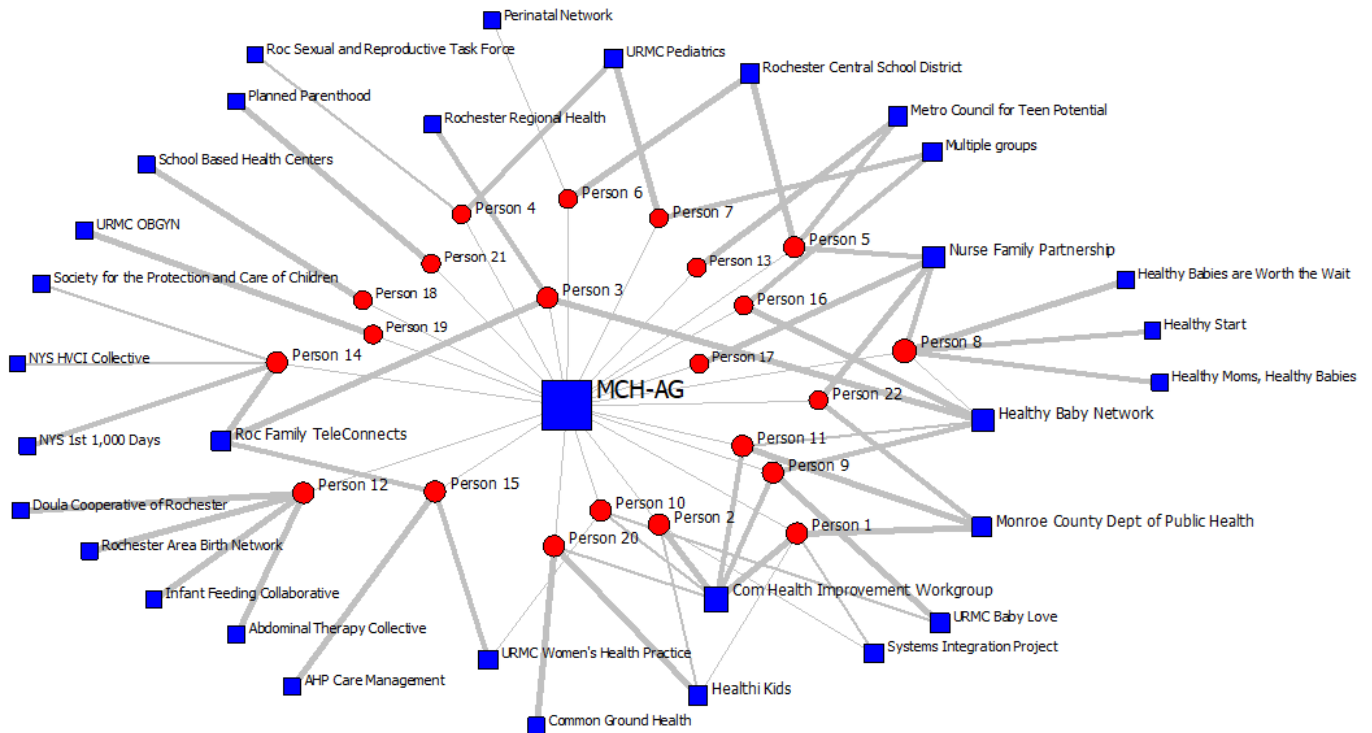 Perinatal Network
Roc Sexual and Reproductive Task Force
URMC Pediatrics
Rochester Central School District
Planned Parenthood
Metro Council for Teen Potential
Rochester Regional Health
Multiple groups
School Based Health Centers
Person 6
Person 4
Person 7
URMC OBGYN
Person 5
Nurse Family Partnership
Person 21
Person 13
Society for the Protection and Care of Children
Healthy Babies are Worth the Wait
Person 18
Person 3
Person 16
Person 19
Healthy Start
Person 8
NYS HVCI Collective
Person 14
Person 17
Healthy Moms, Healthy Babies
MCH-AG
Person 22
Healthy Baby Network
NYS 1st 1,000 Days
Roc Family TeleConnects
Person 11
Person 9
Person 12
Person 15
Doula Cooperative of Rochester
Person 10
Person 2
Person 1
Monroe County Dept of Public Health
Person 20
Rochester Area Birth Network
Com Health Improvement Workgroup
Infant Feeding Collaborative
URMC Baby Love
Abdominal Therapy Collective
Systems Integration Project
URMC Women's Health Practice
AHP Care Management
Healthi Kids
Common Ground Health